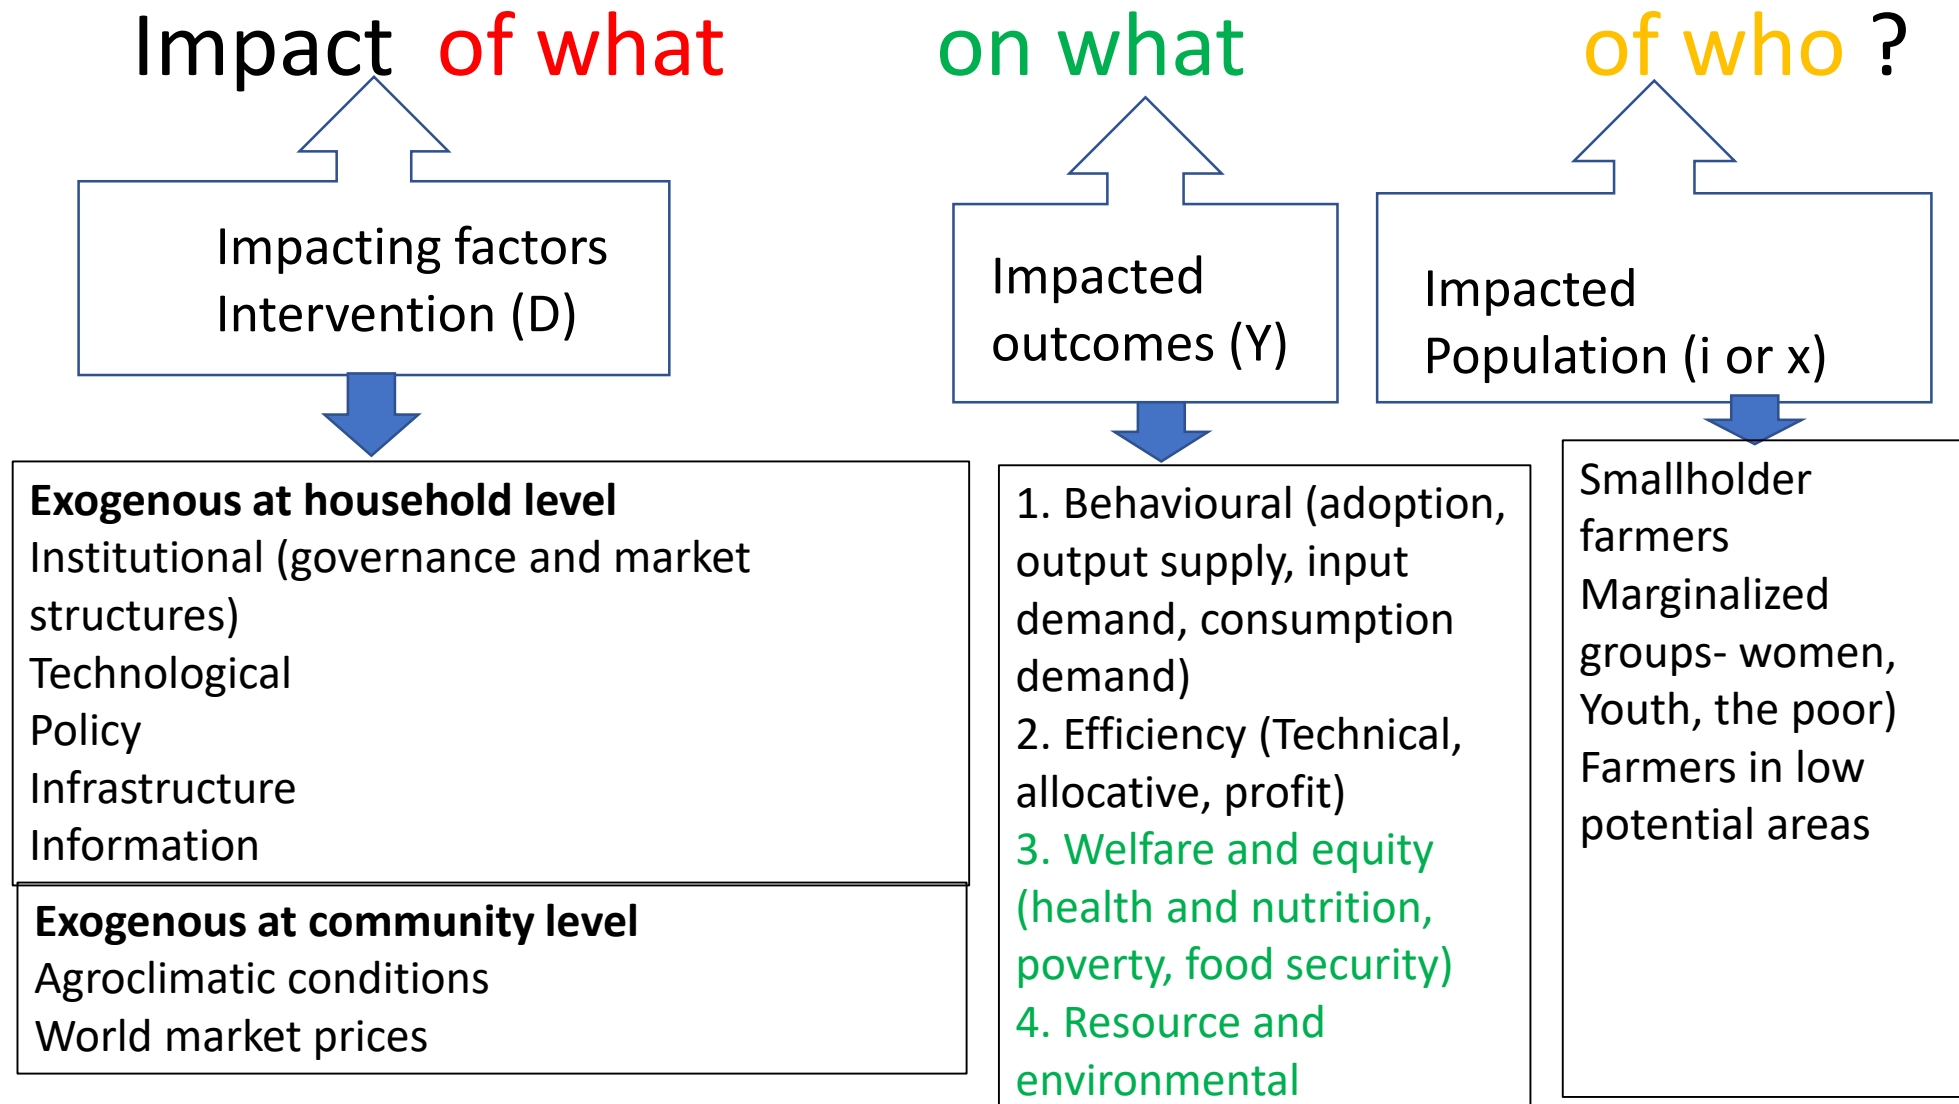 Impact of what on what of who ?
Impacting factors
Intervention (D)
Impacted
outcomes (Y)
Impacted
Population (i or x)
Exogenous at household level
Institutional (governance and market
structures)
Technological
Policy
Infrastructure
Information
Exogenous at community level
Agroclimatic conditions
World market prices
1. Behavioural (adoption,
output supply, input
demand, consumption
demand)
2. Efficiency (Technical,
allocative, profit)
3. Welfare and equity
(health and nutrition,
poverty, food security)
4. Resource and
environmental
Smallholder
farmers
Marginalized
groups- women,
Youth, the poor)
Farmers in low
potential areas